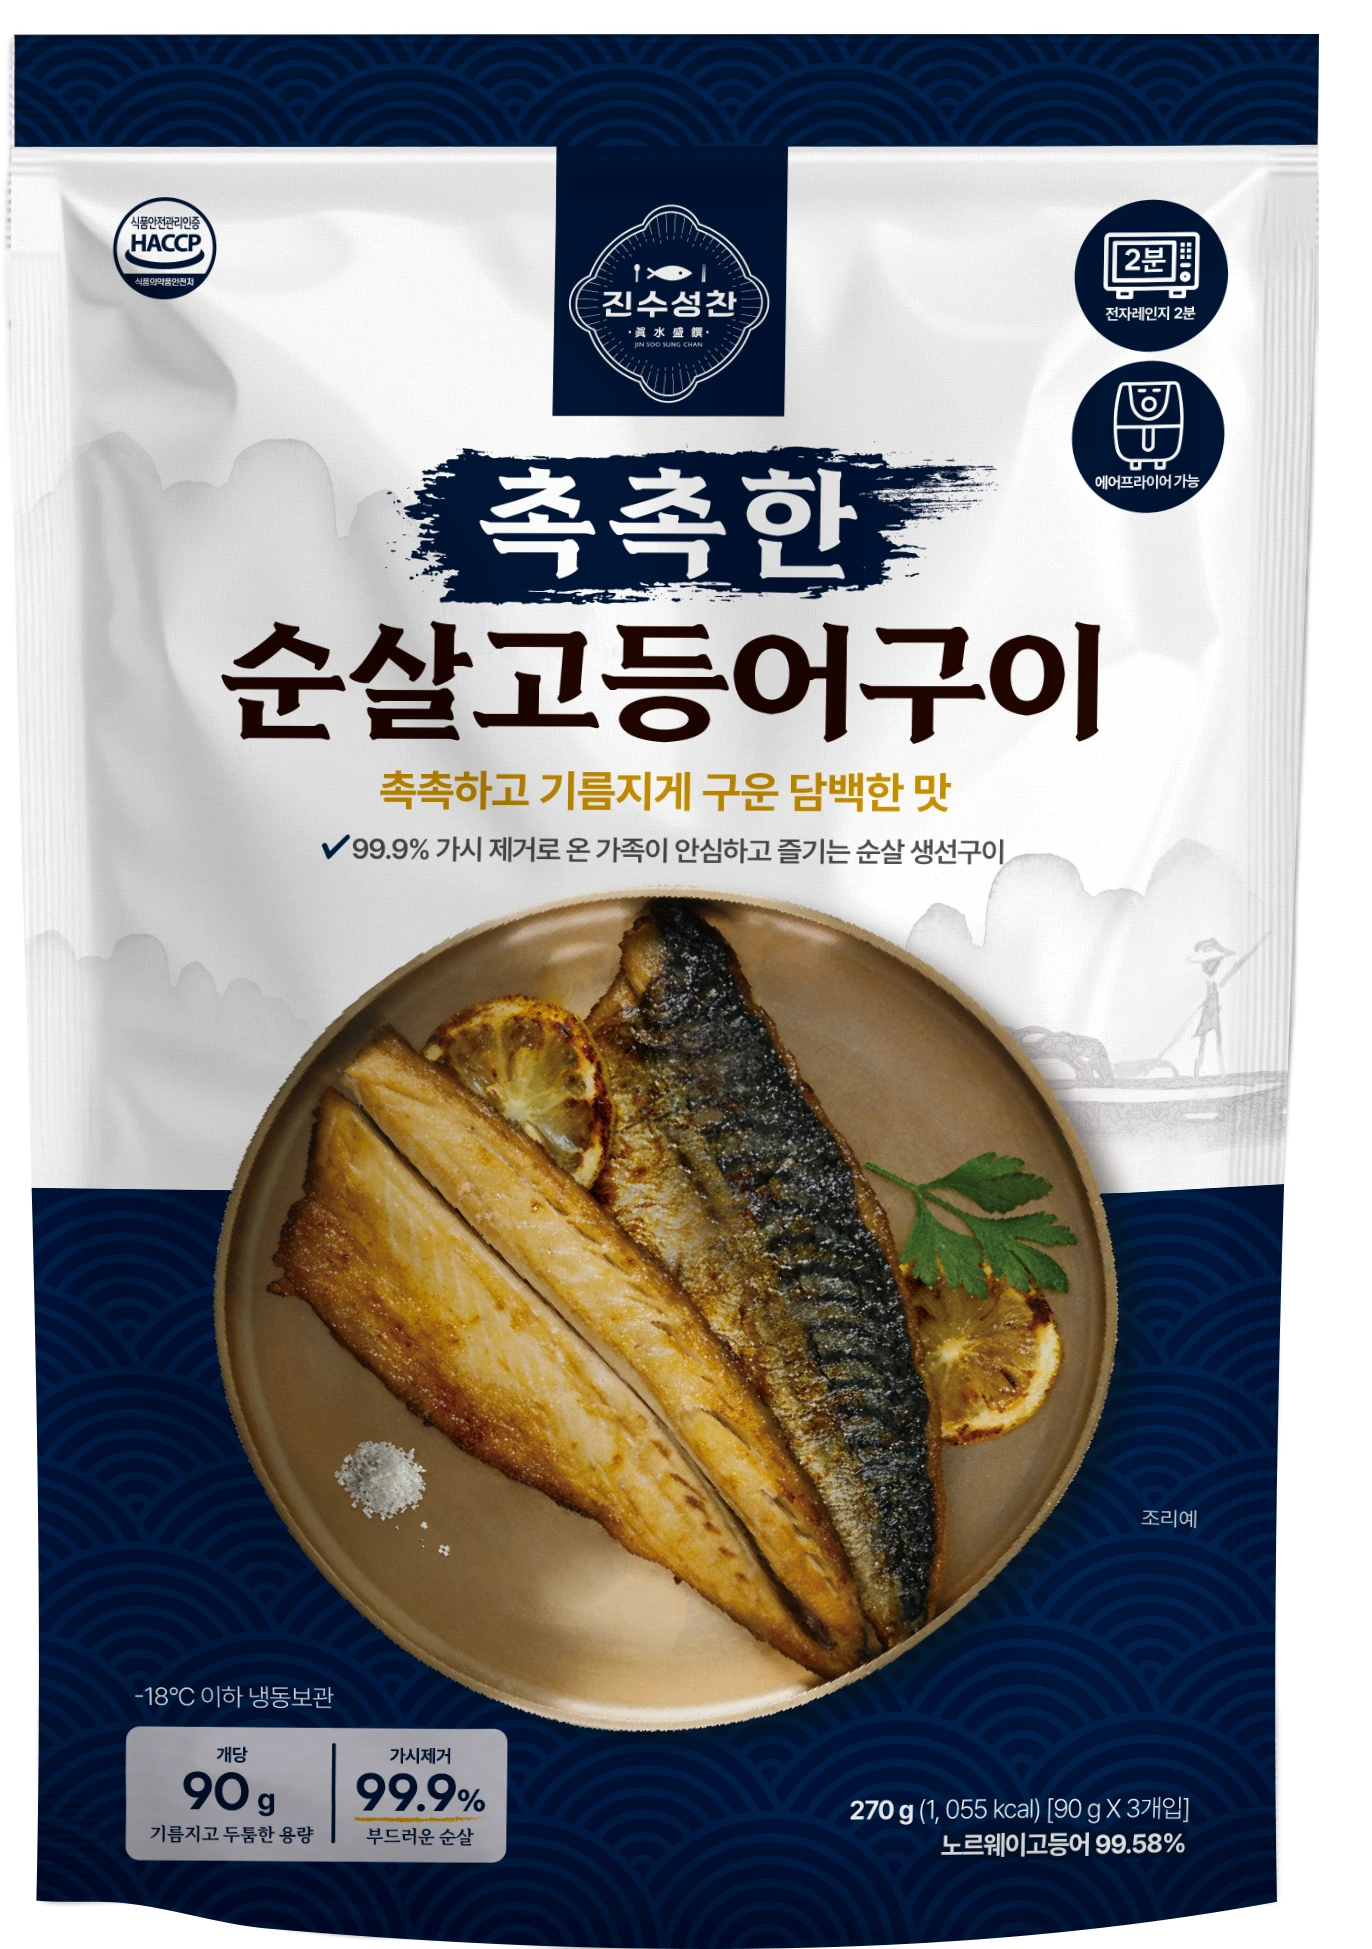 식품안전관리인증
HACCP
식품의약품안전처
진수성찬
·眞水盛饌·
JIN SOO SUNG CHAN
2분
전자레인지 2분
에어프라이어 가능
촉촉한
순살고등어구이
촉촉하고 기름지게 구운 담백한 맛
✓99.9% 가시 제거로 온 가족이 안심하고 즐기는 순살 생선구이
조리예
-18℃ 이하 냉동보관
개당
90 g
기름지고 두툼한 용량
가시제거
99.9%
부드러운 순살
270 g (1, 055 kcal) [90 g X 3개입]
노르웨이고등어 99.58%